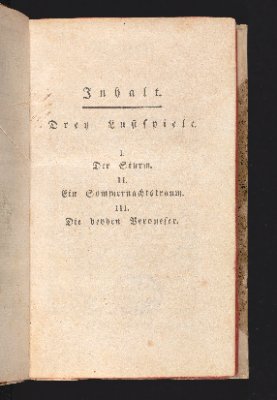 Inhalt.
Drey Lustspiele
I.
Der Sturm.
II.
Ein Sommernachtstraum.
III.
Die beyden Veroneser.